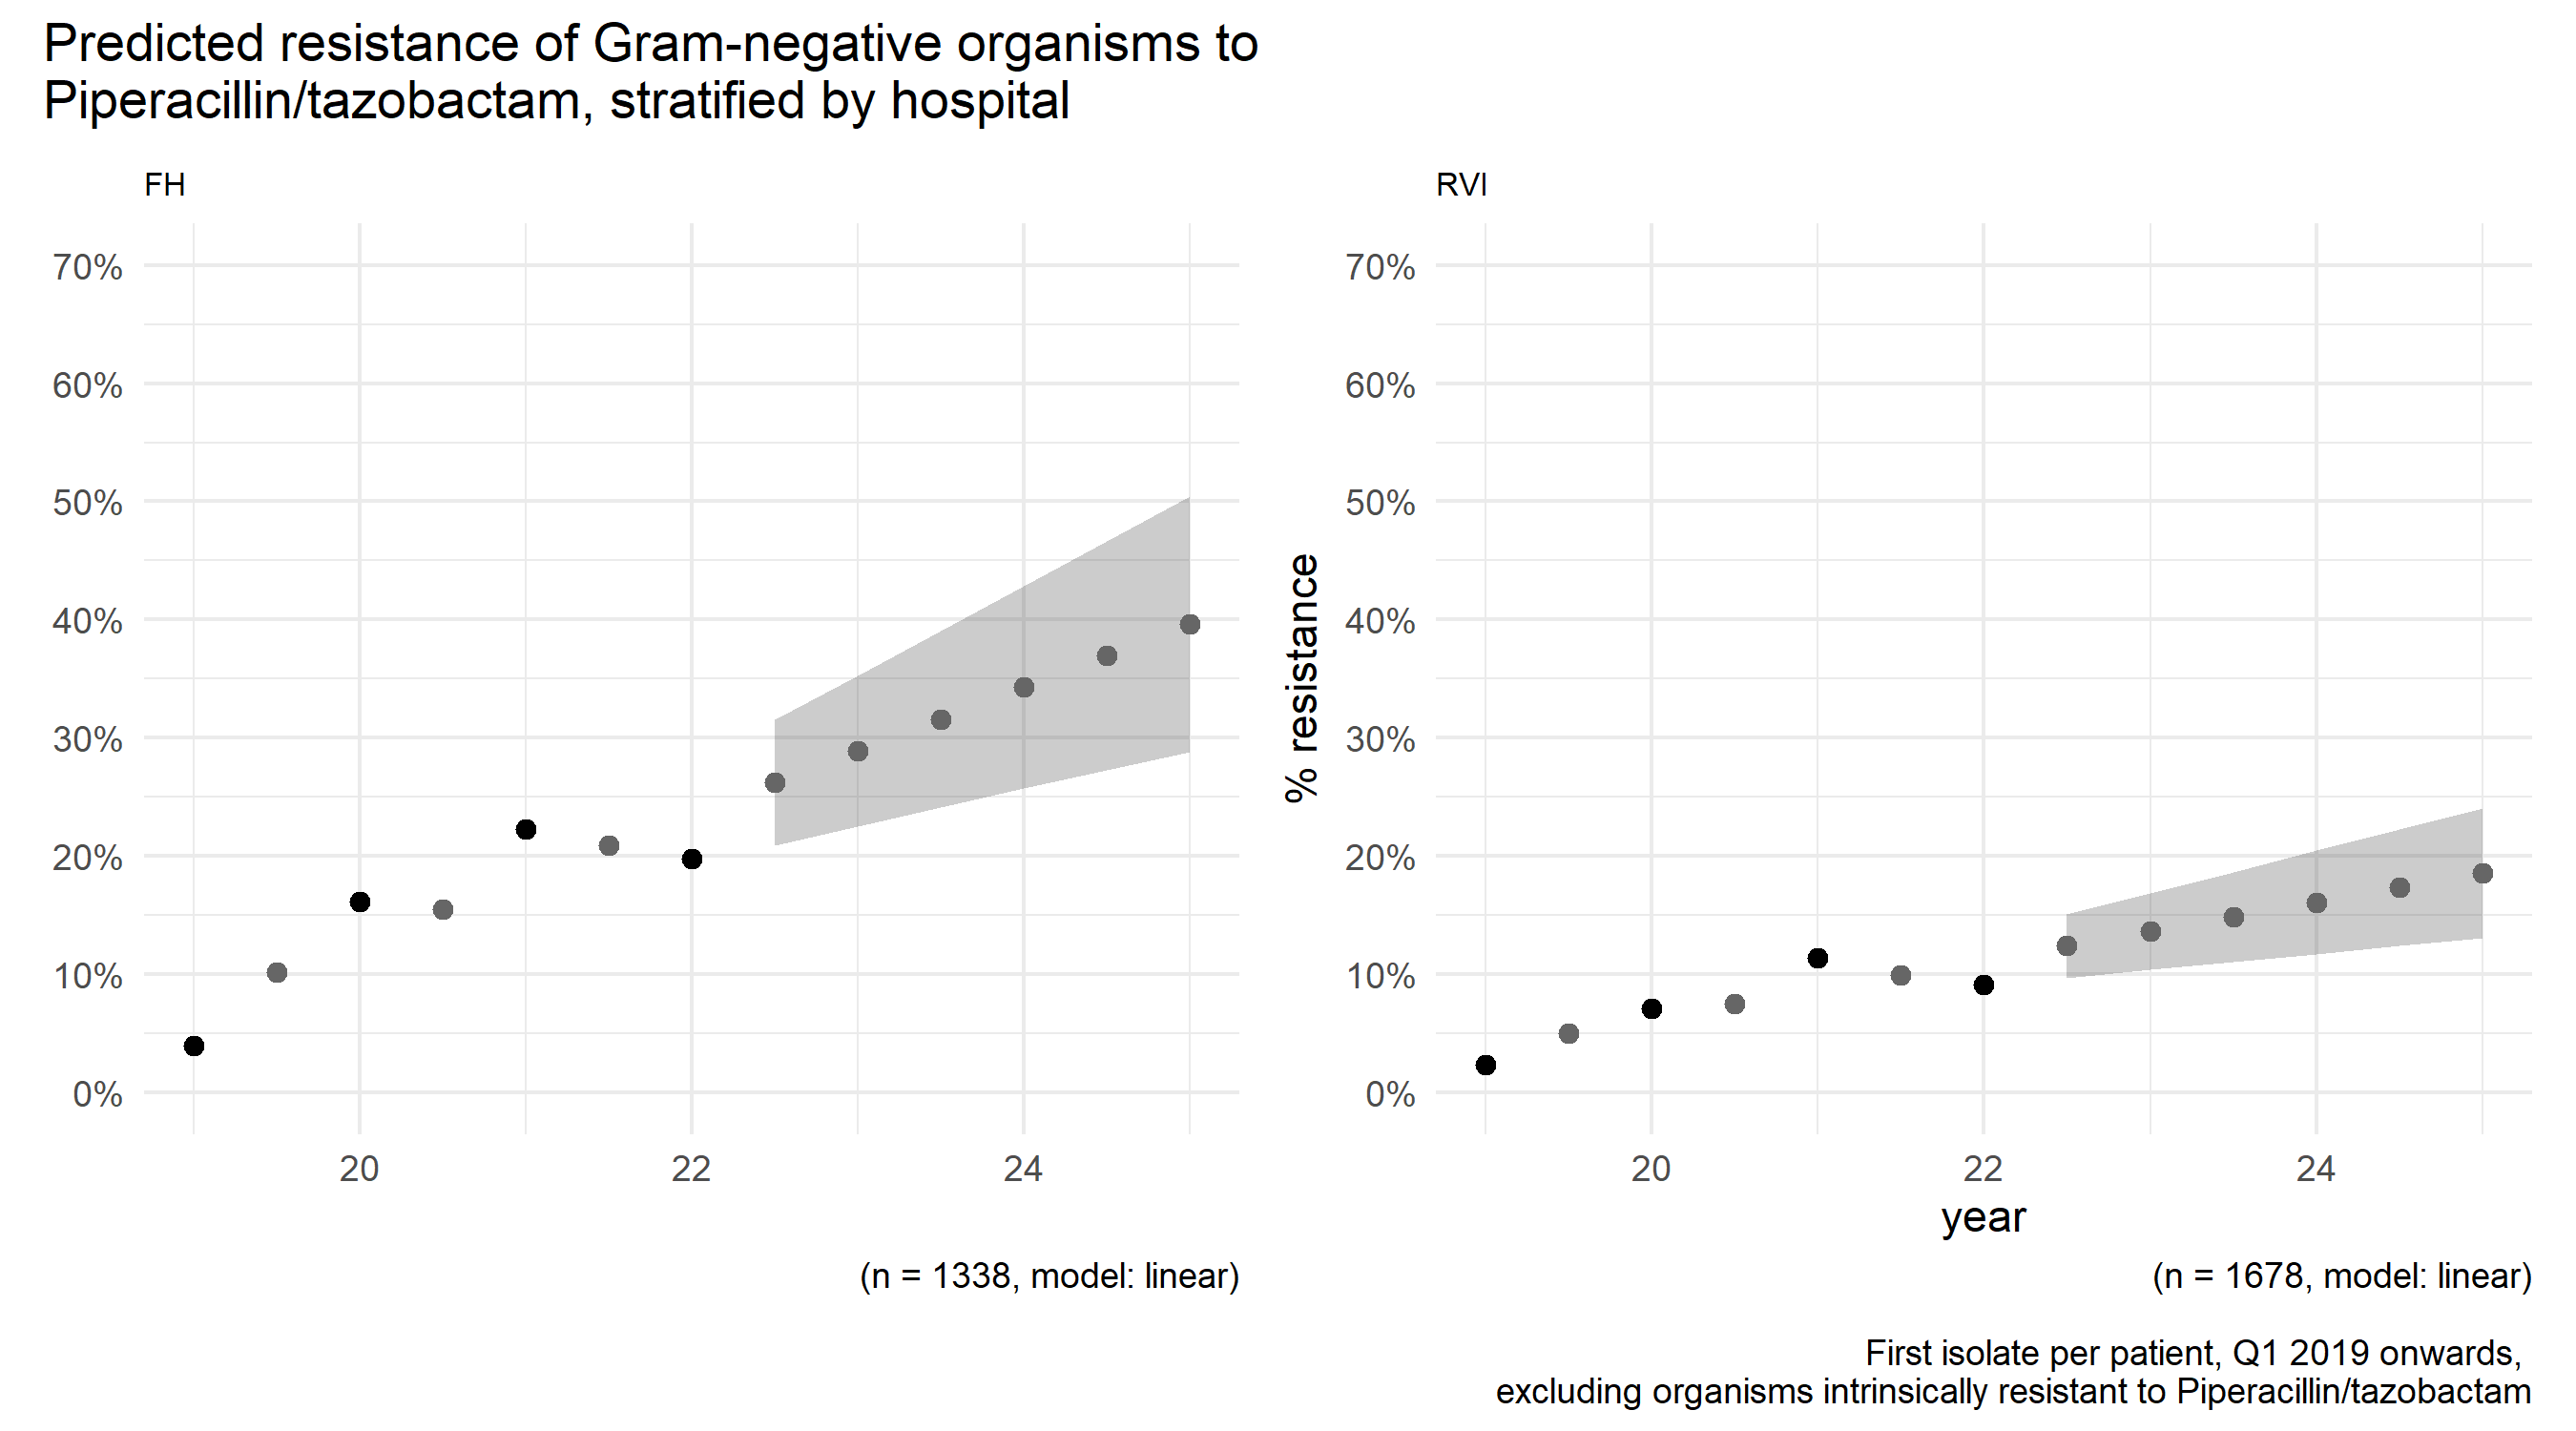 Predicted resistance of Gram-negative organisms to
Piperacillin/tazobactam, stratified by hospital
FH
70%
60%
50%
40%
30%
20%
10%
0%
20 22 24
(n = 1338, model: linear)
RVI
% resistance
70%
60%
50%
40%
30%
20%
10%
0%
20 22 24
year
(n = 1678, model: linear)
First isolate per patient, Q1 2019 onwards,
excluding organisms intrinsically resistant to Piperacillin/tazobactam